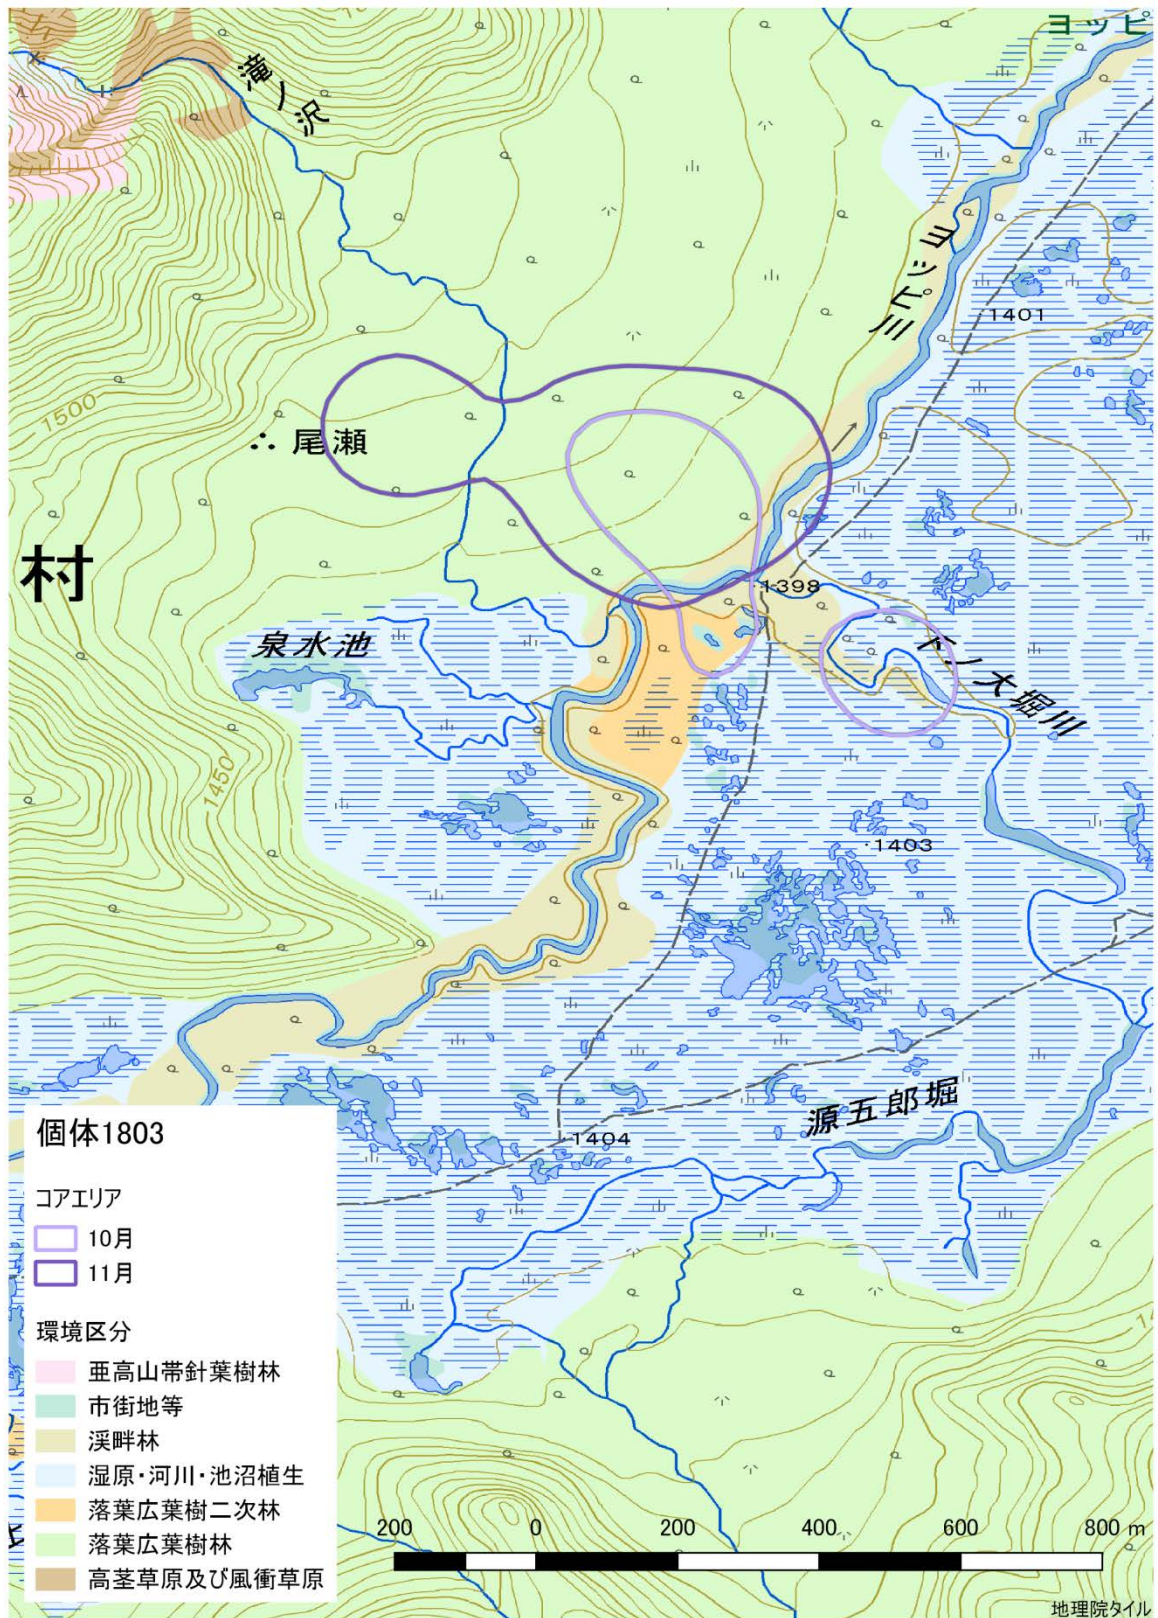 ヨッピ
滝ノ沢
ヨッピ川
1401
1500
尾瀬
村
1398
泉水池
下ノ大堀川
1450
1403
源五郎堀
1404
個体1803
コアエリア
10月
11月
環境区分
亜高山帯針葉樹林
市街地等
渓畔林
湿原・河川・池沼植生
落葉広葉樹二次林
落葉広葉樹林
高茎草原及び風衝草原
200 0 200 400 600 800 m
地理院タイル